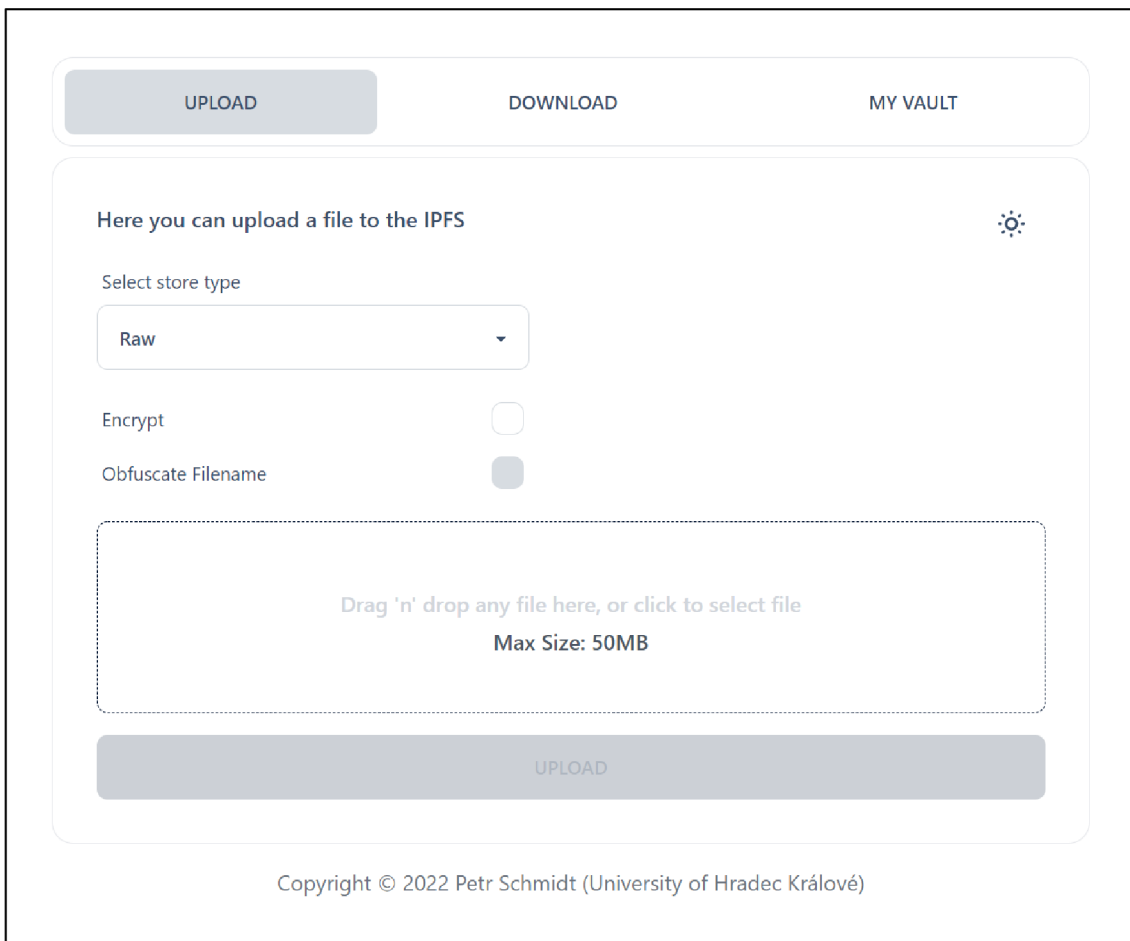 UPLOAD DOWNLOAD MY VAULT
Here you can upload a file to the IPFS
Select store type
Raw
Encrypt
Obfuscate Filename
Drag 'n' drop any file here, or click to select file
Max Size: 50MB
UPLOAD
Copyright © 2022 Petr Schmidt (University of Hradec Králové)